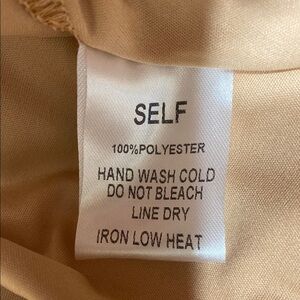 SELF
100%POLYESTER
HAND WASH COLD
DO NOT BLEACH
LINE DRY
IRON LOW HEAT